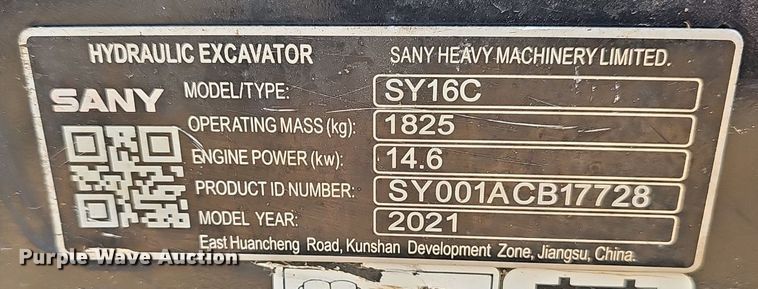 HYDRAULIC EXCAVATOR SANY HEAVY MACHINERY LIMITED.
SANY
MODEL/TYPE: SY16C
OPERATING MASS (kg): 1825
ENGINE POWER (kw): 14.6
PRODUCT ID NUMBER: SY001ACB17728
MODEL YEAR: 2021
East Huancheng Road, Kunshan Development Zone, Jiangsu, China.
Purple Wave Auction